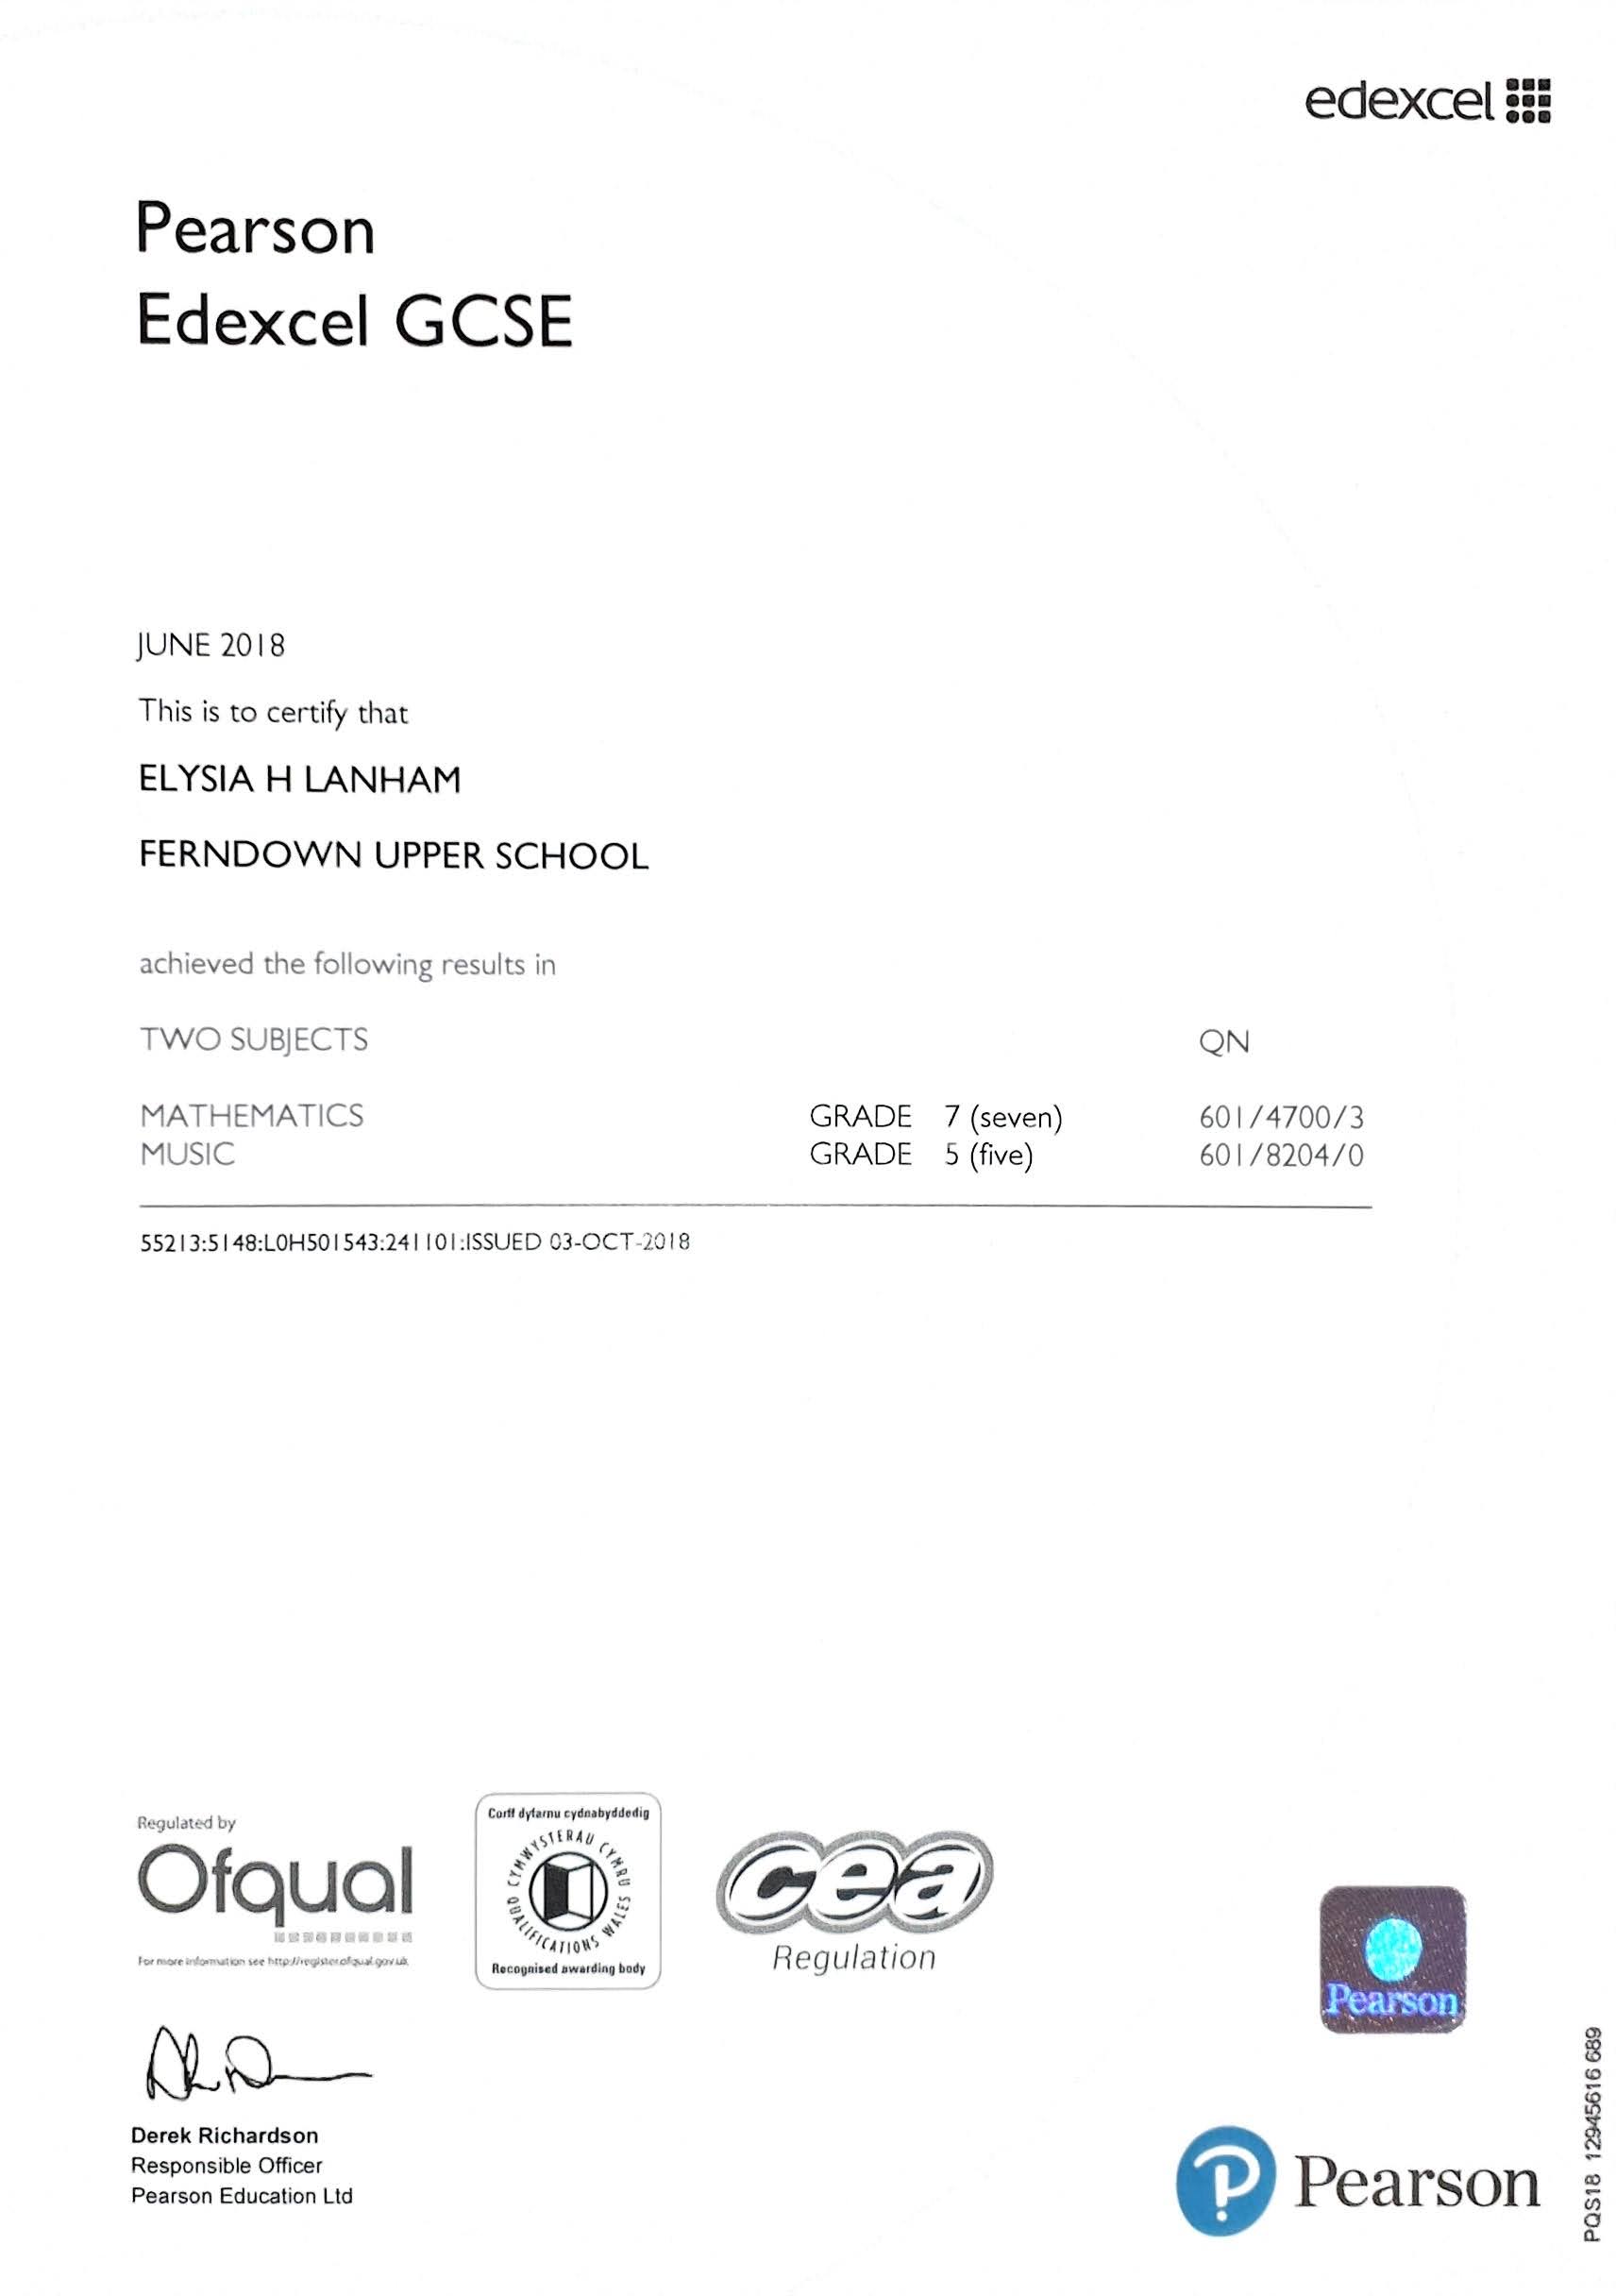 edexcel
Pearson
Edexcel GCSE
JUNE 2018
This is to certify that
ELYSIA H LANHAM
FERNDOWN UPPER SCHOOL
achieved the following results in
TWO SUBJECTS QN
MATHEMATICS GRADE 7 (seven) 601/4700/3
MUSIC GRADE 5 (five) 601/8204/0
55213:5148:L0H501543:241101:ISSUED 03-OCT-2018
Regulated by
Ofqual
For more information see http://register.ofqual.gov.uk
Corff dyfarnu cydnabyddedig
CYMWYSTERAU CYMRU
QUALIFICATIONS WALES
Recognised awarding body
cea
Regulation
Pearson
Derek Richardson
Responsible Officer
Pearson Education Ltd
Pearson
PQS18 12945616 689